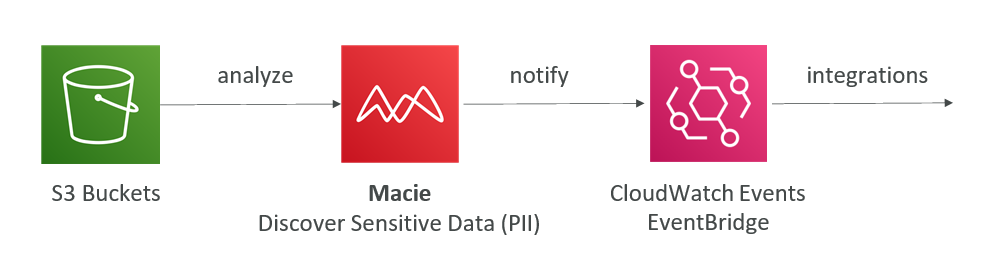 analyze
notify
integrations
S3 Buckets
Macie
Discover Sensitive Data (PII)
CloudWatch Events
EventBridge